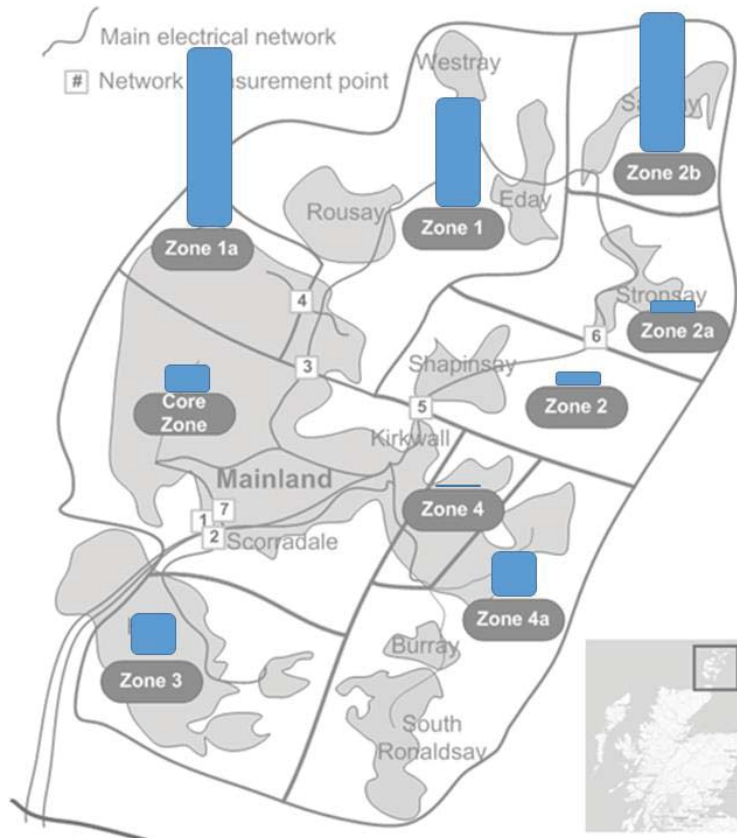 Main electrical network
# Network
Westray
Zone 2b
Rousay
Zone 1
Eday
Zone 1a
Stronsay
4
Zone 2a
6
Shapinsay
3
Zone 2
Core
Zone
5
Kirkwall
Mainland
Zone 4
7
1
2
Scorradale
Zone 4a
Burray
Zone 3
South
Ronaldsay